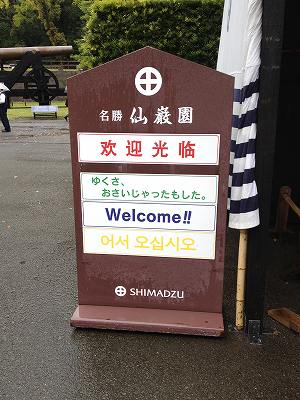 名勝 仙巌園
欢迎光临
ゆくさ、
おさいじゃったもした。
Welcome!!
어서 오십시오
SHIMADZU